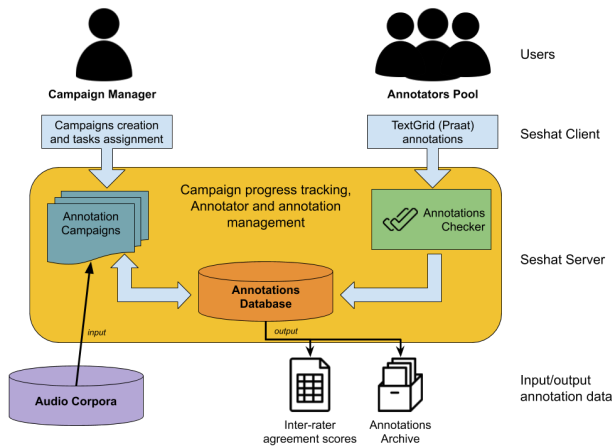 Users
Campaign Manager
Annotators Pool
Campaigns creation
and tasks assignment
TextGrid (Praat)
annotations
Seshat Client
Campaign progress tracking,
Annotator and annotation
management
Annotation
Campaigns
Annotations
Checker
Seshat Server
Annotations
Database
input
output
Audio Corpora
Input/output
annotation data
Inter-rater
agreement scores
Annotations
Archive